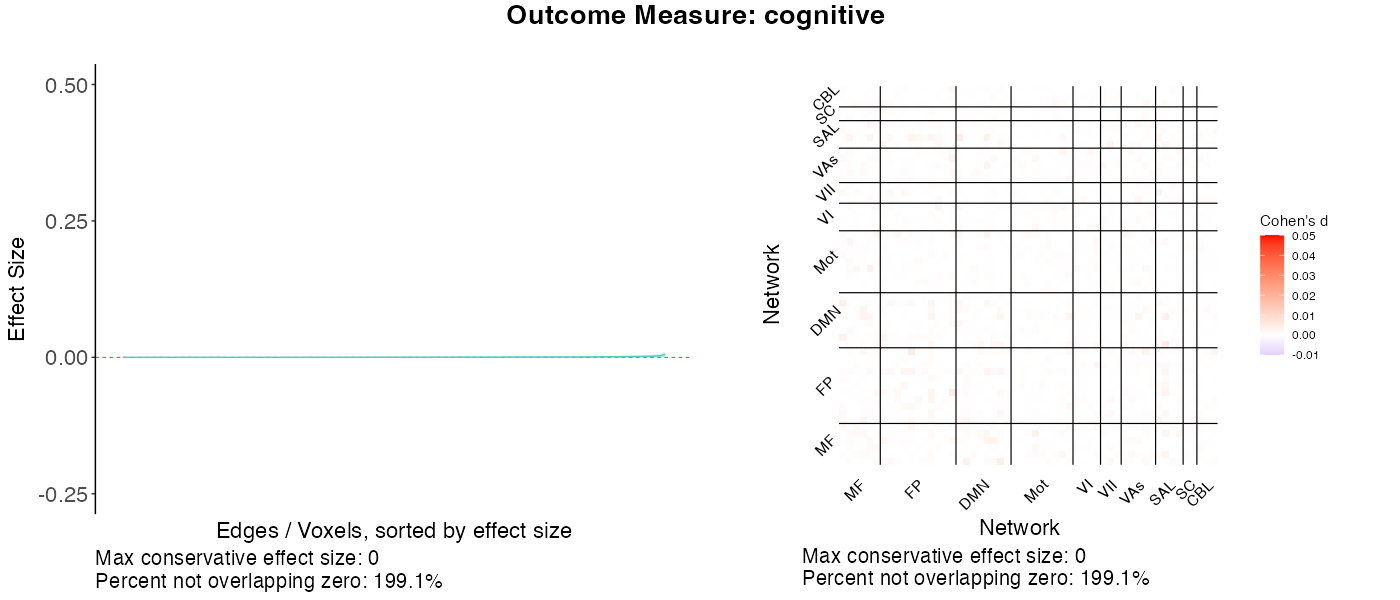 Outcome Measure: cognitive
0.50
0.25
0.00
-0.25
Effect Size
Edges / Voxels, sorted by effect size
Max conservative effect size: 0
Percent not overlapping zero: 199.1%
CBL
SC
SAL
VAs
VII
VI
Mot
DMN
FP
MF
Network
MF
FP
DMN
Mot
VI
VII
VAs
SAL
SC
CBL
Network
Max conservative effect size: 0
Percent not overlapping zero: 199.1%
Cohen's d
0.05
0.04
0.03
0.02
0.01
0.00
-0.01